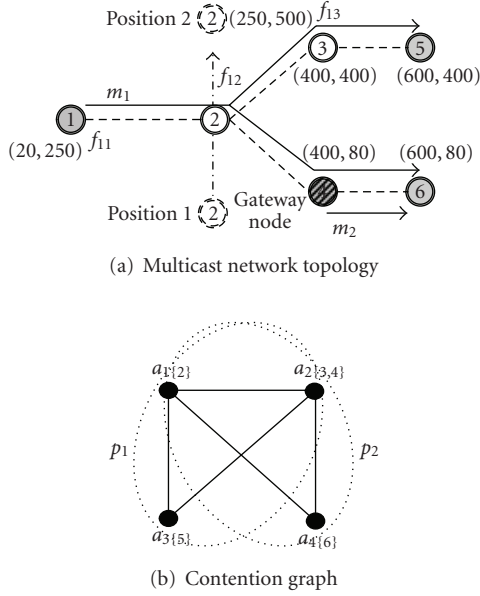 Position 2 2 (250, 500) f13
3 5
f12
(400, 400) (600, 400)
m1
1 2
(20, 250) f11
(400, 80) (600, 80)
Position 1 2 Gateway node 6
m2
(a) Multicast network topology
a1{2} a2{3,4}
p1 p2
a3{5} a4{6}
(b) Contention graph